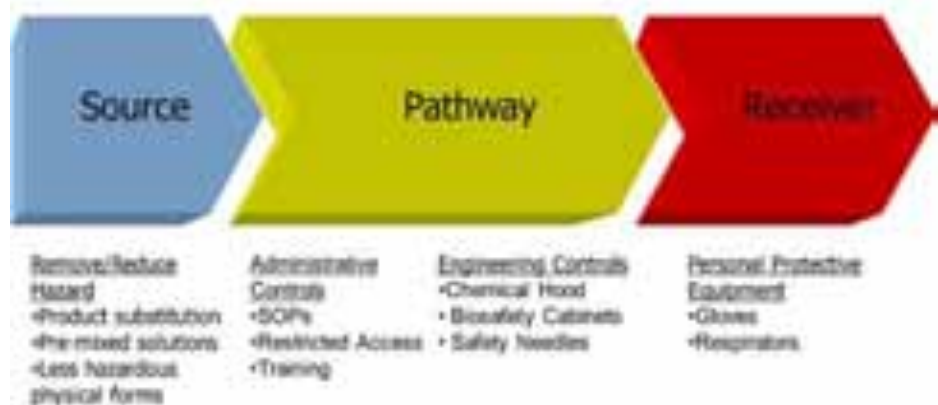 Source
Pathway
Receiver
Remove/Reduce
Hazard
•Product substitution
•Pre mixed solutions
•Less hazardous
physical forms
Administrative
Controls
•SOPs
•Restricted Access
•Training
Engineering Controls
•Chemical Hood
• Biosafety Cabinets
• Safety Needles
Personal Protective
Equipment
•Gloves
•Respirators